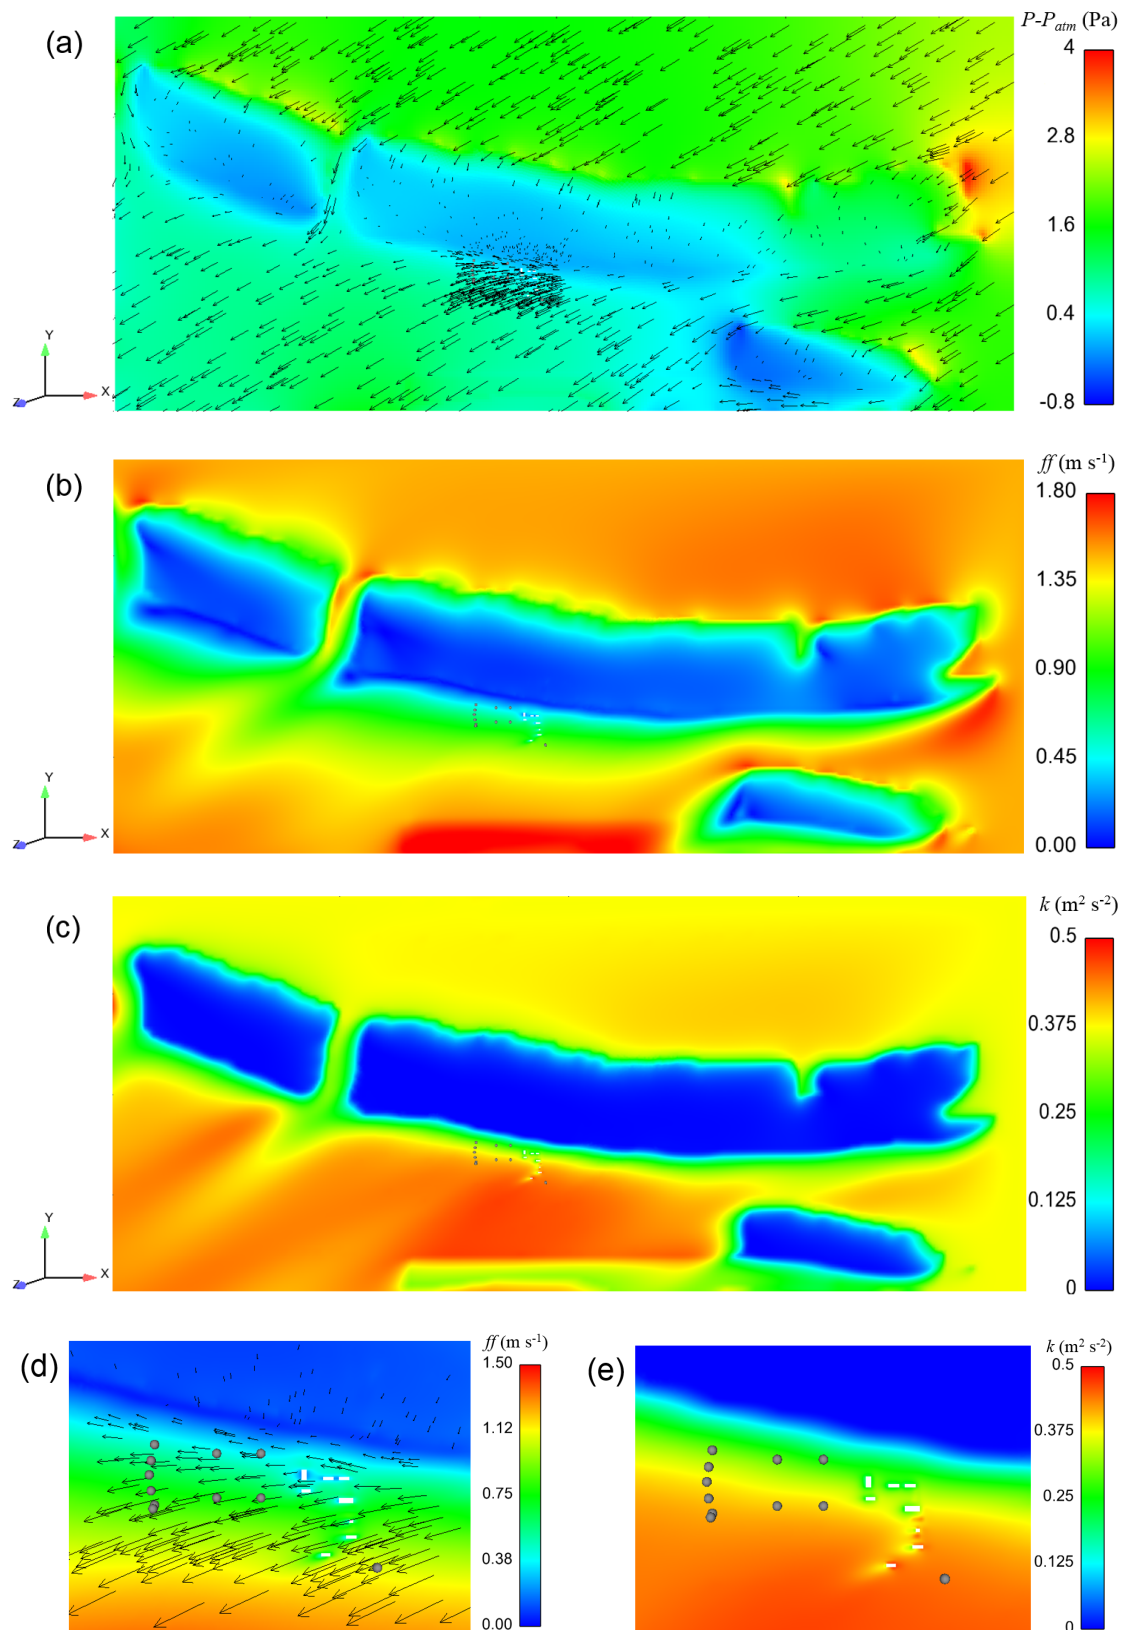 (a)
P-Patm (Pa)
4
2.8
1.6
0.4
-0.8
Y
X
Z
(b)
ff (m s-1)
1.80
1.35
0.90
0.45
0.00
Y
X
Z
(c)
k (m2 s-2)
0.5
0.375
0.25
0.125
0
Y
X
Z
(d)
ff (m s-1)
1.50
1.12
0.75
0.38
0.00
(e)
k (m2 s-2)
0.5
0.375
0.25
0.125
0